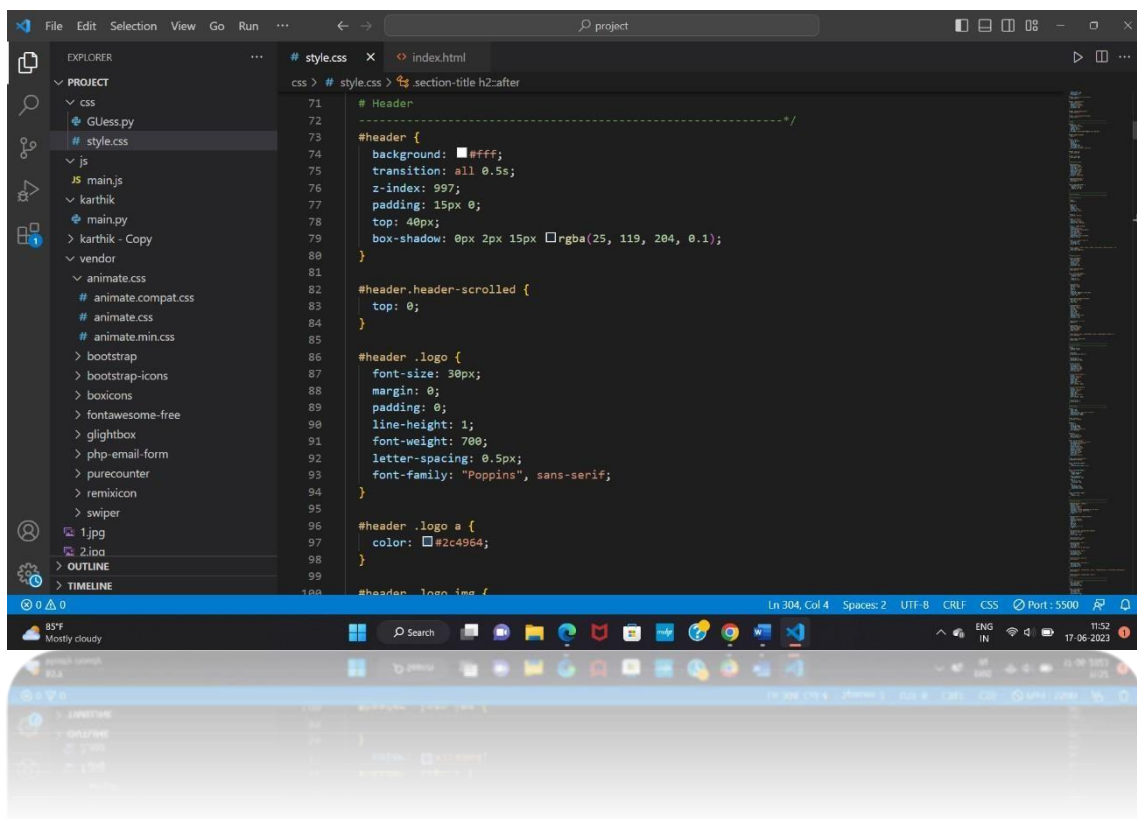 File Edit Selection View Go Run ··· project
EXPLORER ···
PROJECT
css
GUess.py
# style.css
js
JS main.js
karthik
main.py
karthik - Copy
vendor
animate.css
# animate.compat.css
# animate.css
# animate.min.css
bootstrap
bootstrap-icons
boxicons
fontawesome-free
glightbox
php-email-form
purecounter
remixicon
swiper
1.jpg
2.jpg
OUTLINE
TIMELINE
# style.css × <> index.html
css > # style.css > .section-title h2::after
71 # Header
72 --------------------------------------------------------------*/
73 #header {
74 background: #fff;
75 transition: all 0.5s;
76 z-index: 997;
77 padding: 15px 0;
78 top: 40px;
79 box-shadow: 0px 2px 15px rgba(25, 119, 204, 0.1);
80 }
81
82 #header.header-scrolled {
83 top: 0;
84 }
85
86 #header .logo {
87 font-size: 30px;
88 margin: 0;
89 padding: 0;
90 line-height: 1;
91 font-weight: 700;
92 letter-spacing: 0.5px;
93 font-family: "Poppins", sans-serif;
94 }
95
96 #header .logo a {
97 color: #2c4964;
98 }
99
100 #header .logo img {
0 0 Ln 304, Col 4 Spaces: 2 UTF-8 CRLF CSS Port : 5500
85°F
Mostly cloudy
Search
ENG
IN
11:52
17-06-2023
1